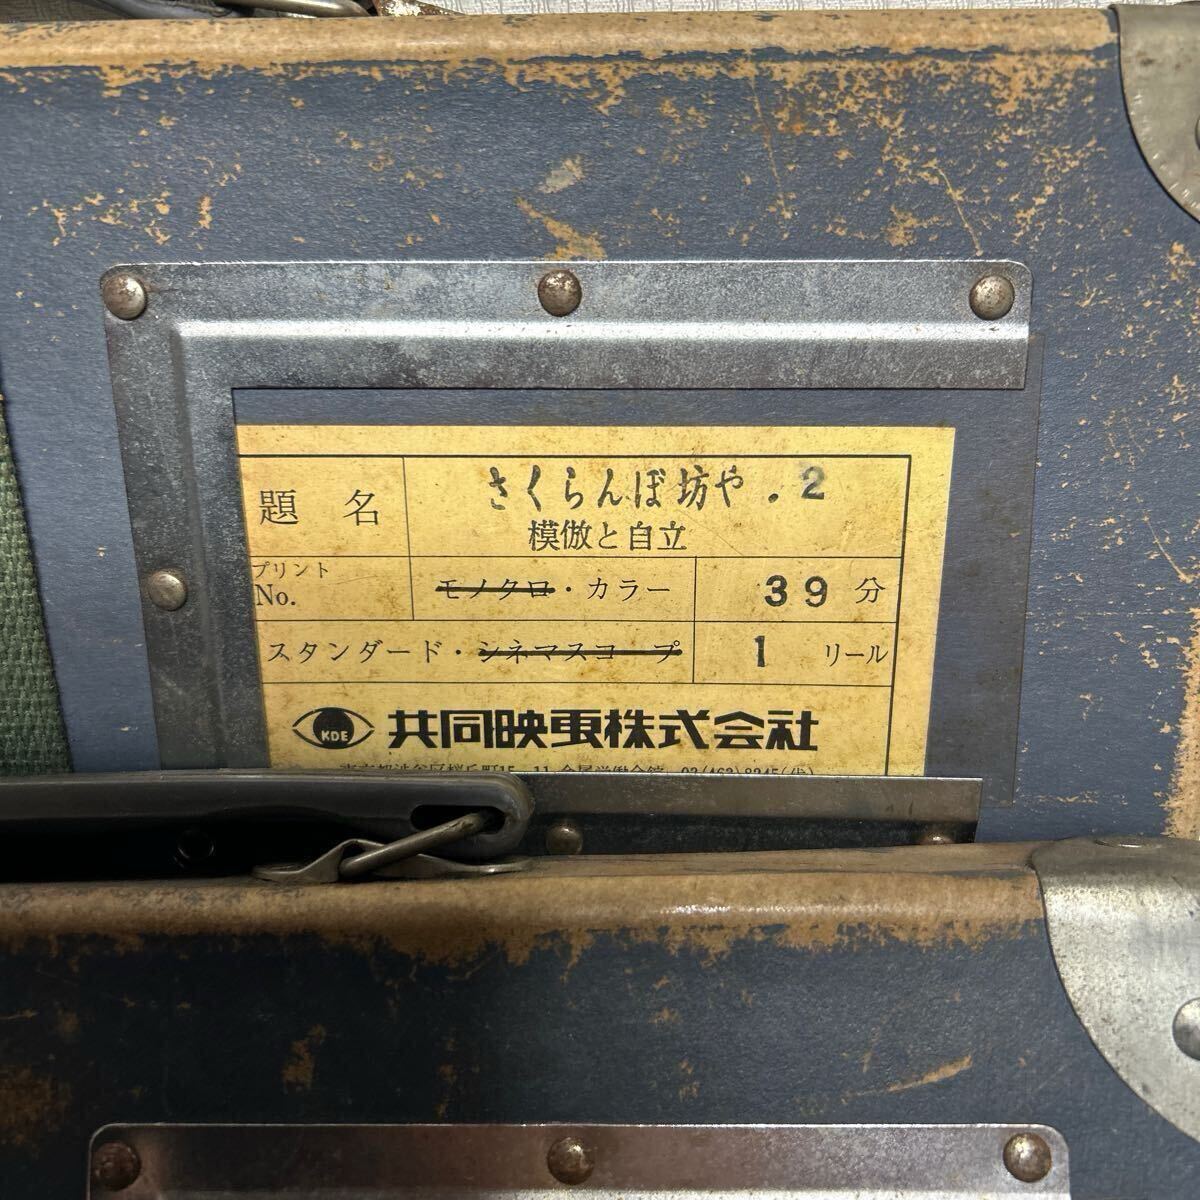 題 名
さくらんぼ坊や . 2
模倣と自立
プリント
No.
モノクロ・カラー
39 分
スタンダード・シネマスコープ
1 リール
KDE 共同映画株式会社